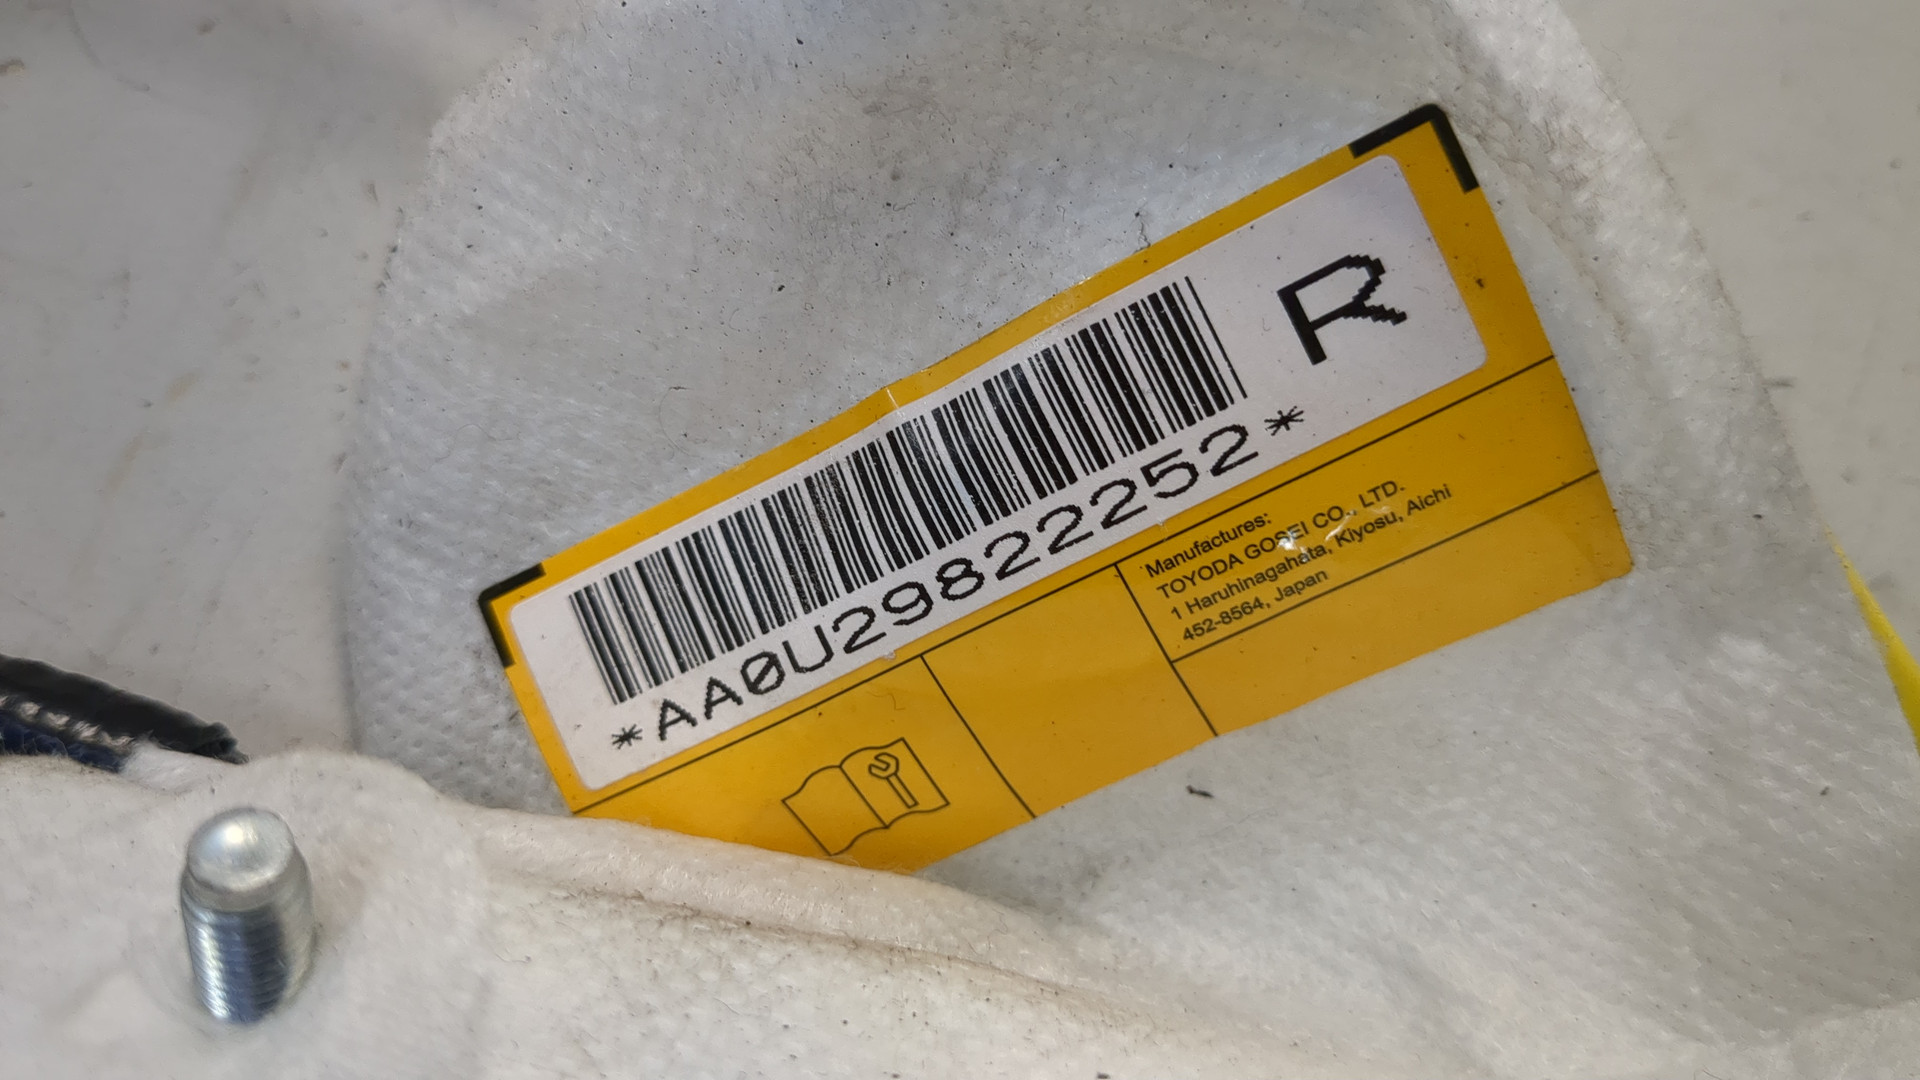 R
*AA0U29822252*
Manufactures:
TOYODA GOSEI CO., LTD.
1 Haruhinagahata, Kiyosu, Aichi
452-8564, Japan